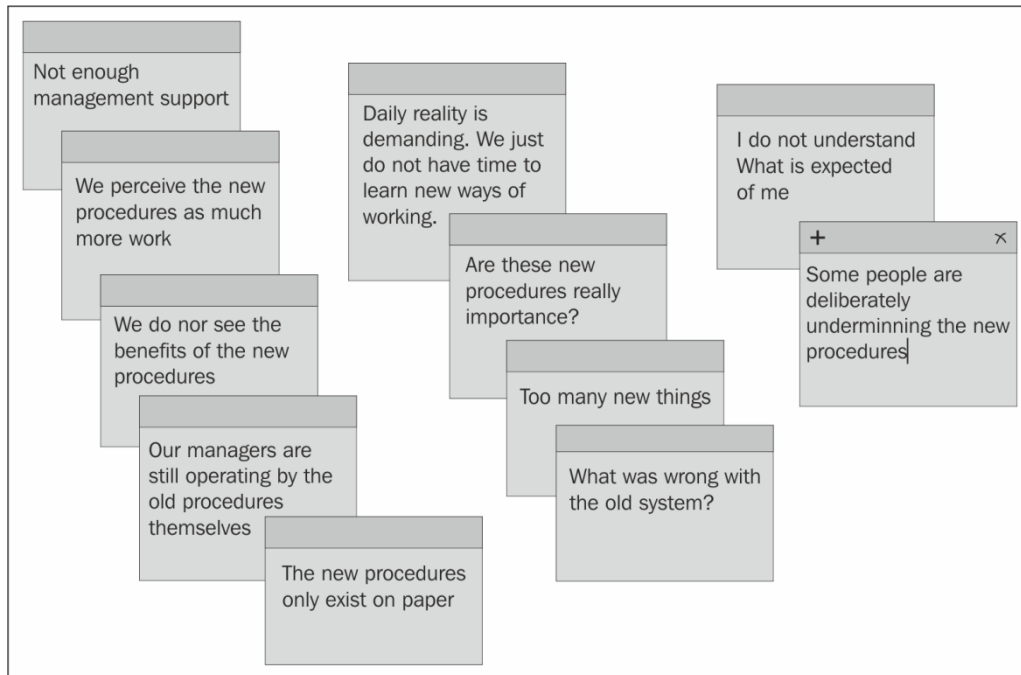 Not enough
management support
We perceive the new
procedures as much
more work
We do nor see the
benefits of the new
procedures
Our managers are
still operating by the
old procedures
themselves
The new procedures
only exist on paper
Daily reality is
demanding. We just
do not have time to
learn new ways of
working.
Are these new
procedures really
importance?
Too many new things
What was wrong with
the old system?
I do not understand
What is expected
of me
Some people are
deliberately
underminning the new
procedures